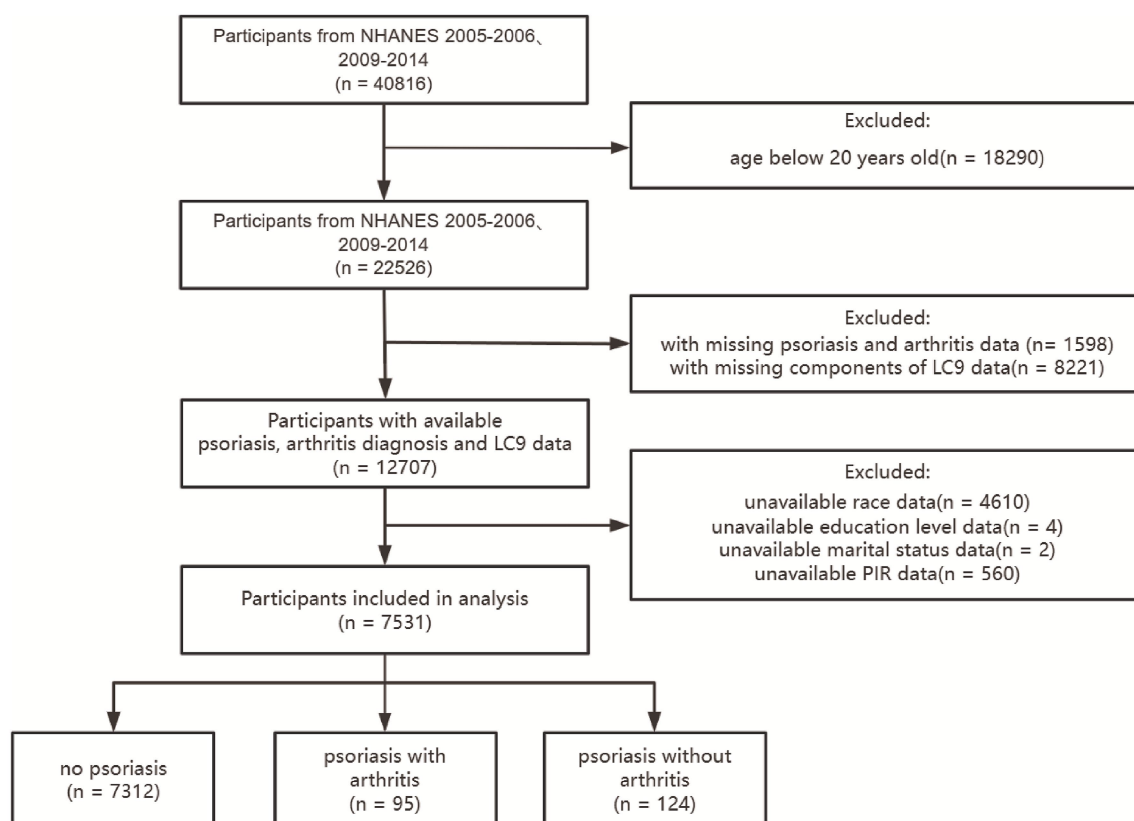 Participants from NHANES 2005-2006、
2009-2014
(n = 40816)
Excluded:
age below 20 years old(n = 18290)
Participants from NHANES 2005-2006、
2009-2014
(n = 22526)
Excluded:
with missing psoriasis and arthritis data (n= 1598)
with missing components of LC9 data(n = 8221)
Participants with available
psoriasis, arthritis diagnosis and LC9 data
(n = 12707)
Excluded:
unavailable race data(n = 4610)
unavailable education level data(n = 4)
unavailable marital status data(n = 2)
unavailable PIR data(n = 560)
Participants included in analysis
(n = 7531)
no psoriasis
(n = 7312)
psoriasis with
arthritis
(n = 95)
psoriasis without
arthritis
(n = 124)